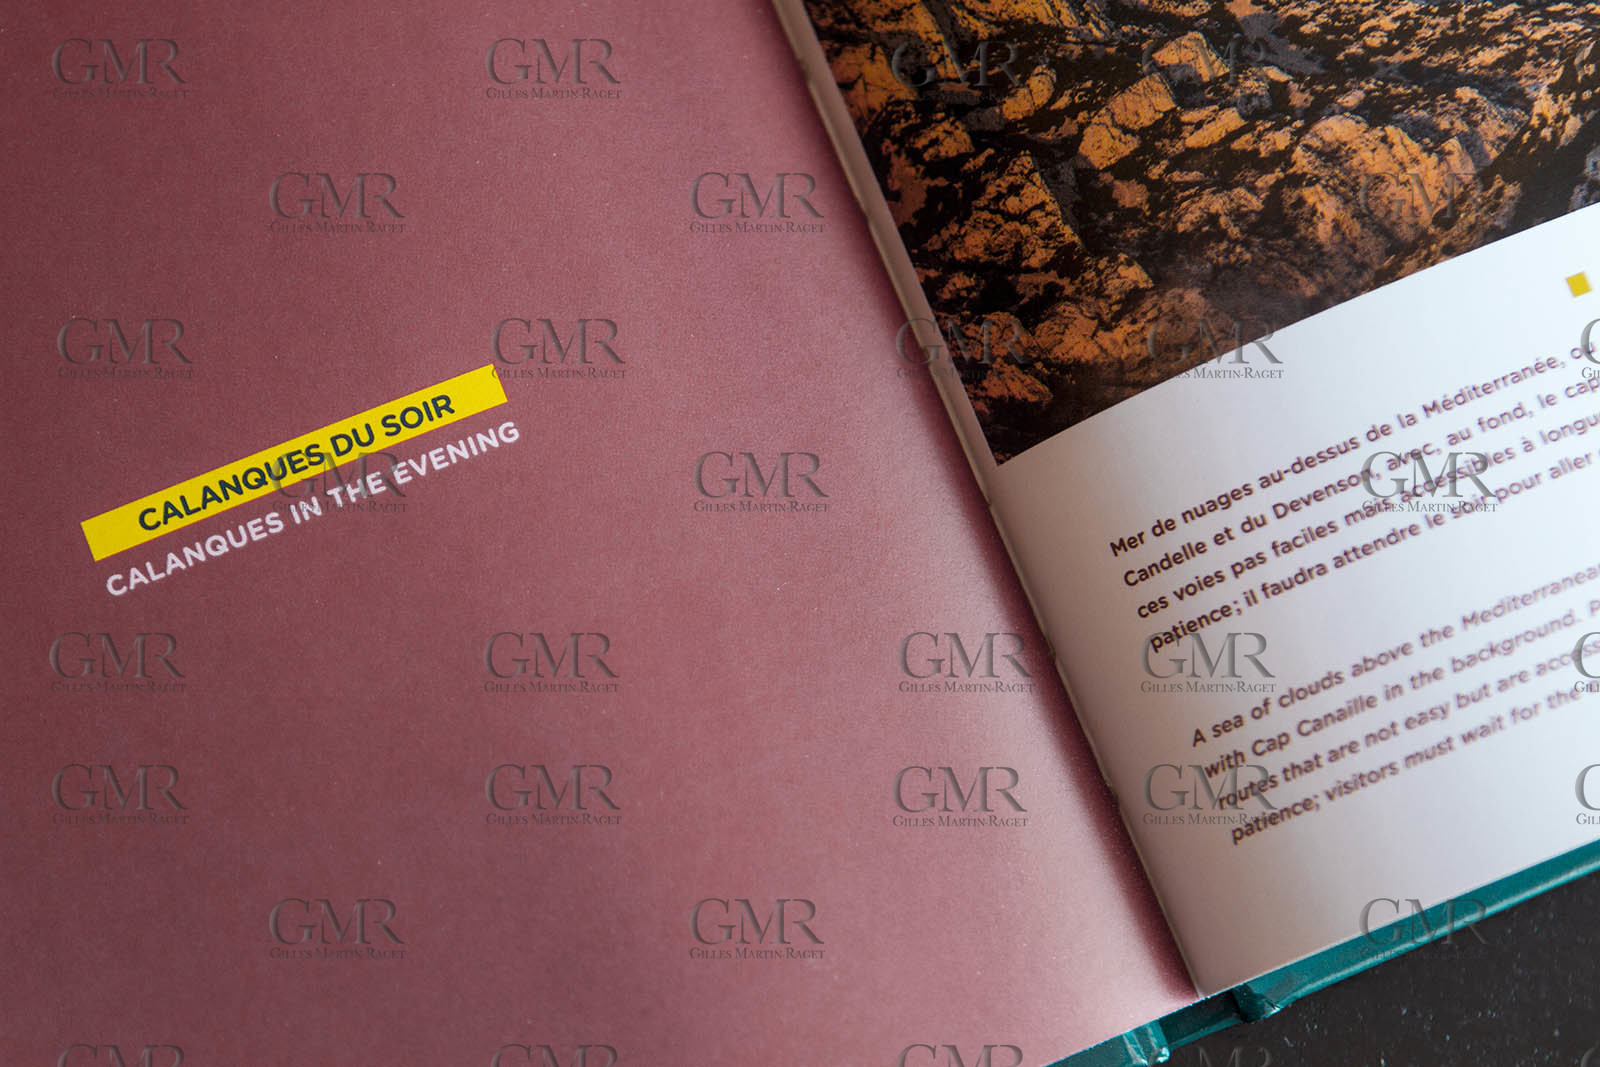 CALANQUES DU SOIR
CALANQUES IN THE EVENING
Mer de nuages au-dessus de la Méditerranée, ou
Candelle et du Devenson, avec, au fond, le cap
ces voies pas faciles mais accessibles à longu
patience; il faudra attendre le soir pour aller
A sea of clouds above the Mediterranean
with Cap Canaille in the background. P
routes that are not easy but are access
patience; visitors must wait for the
GMR
GILLES MARTIN-RAGET